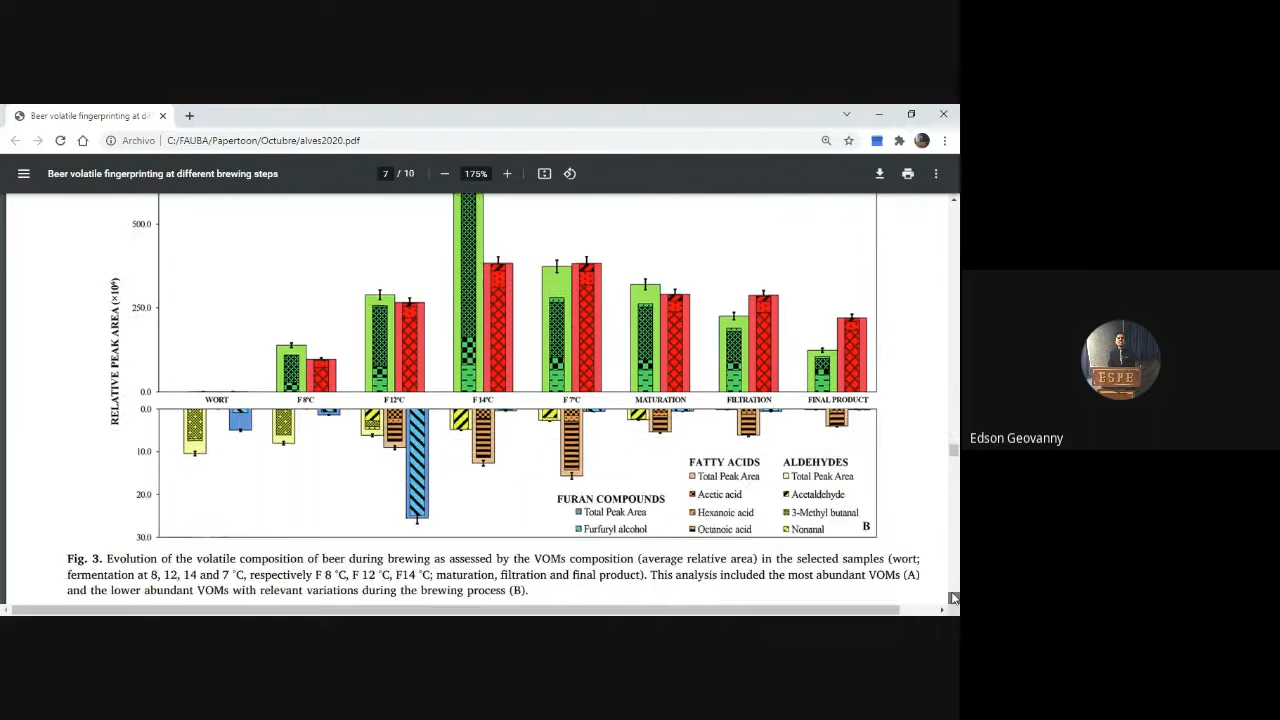 Beer volatile fingerprinting at di
Archivo
C:/FAUBA/Papertoon/Octubre/alves2020.pdf
Beer volatile fingerprinting at different brewing steps
7 / 10
175%
500.0
250.0
0.0
RELATIVE PEAK AREA (×10⁶)
WORT F 8ºC F 12ºC F 14ºC F 7ºC MATURATION FILTRATION FINAL PRODUCT
0.0
10.0
20.0
30.0
FURAN COMPOUNDS
Total Peak Area
Furfuryl alcohol
FATTY ACIDS
Total Peak Area
Acetic acid
Hexanoic acid
Octanoic acid
ALDEHYDES
Total Peak Area
Acetaldehyde
3-Methyl butanal
Nonanal
B
Fig. 3. Evolution of the volatile composition of beer during brewing as assessed by the VOMs composition (average relative area) in the selected samples (wort;
fermentation at 8, 12, 14 and 7 °C, respectively F 8 °C, F 12 °C, F14 °C; maturation, filtration and final product). This analysis included the most abundant VOMs (A)
and the lower abundant VOMs with relevant variations during the brewing process (B).
ESPE
Edson Geovanny